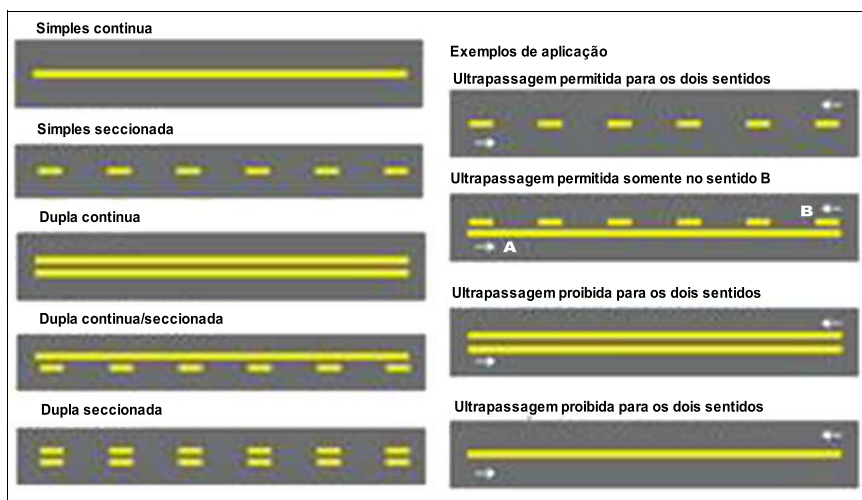 Simples continua
Simples seccionada
Dupla continua
Dupla continua/seccionada
Dupla seccionada
Exemplos de aplicação
Ultrapassagem permitida para os dois sentidos
Ultrapassagem permitida somente no sentido B
B
A
Ultrapassagem proibida para os dois sentidos
Ultrapassagem proibida para os dois sentidos